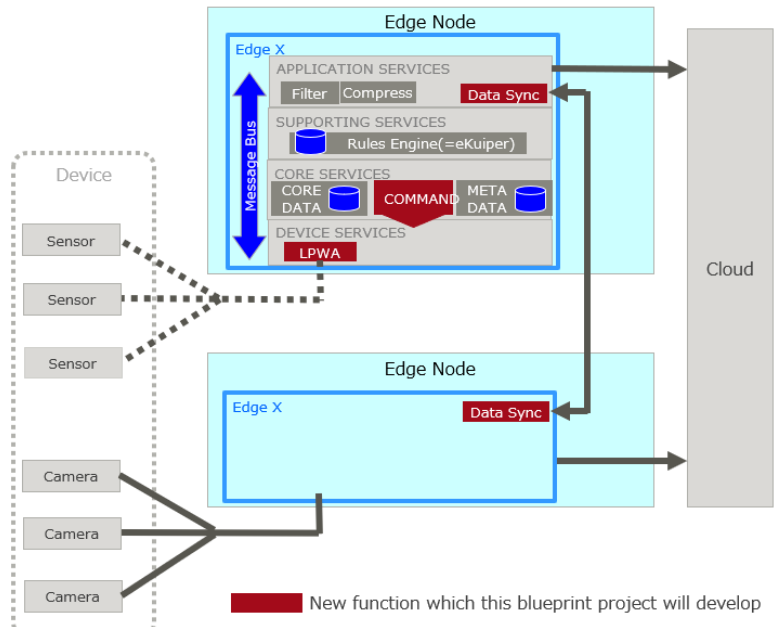 Edge Node
Edge X
APPLICATION SERVICES
Filter
Compress
Data Sync
SUPPORTING SERVICES
Rules Engine(=eKuiper)
Message Bus
CORE SERVICES
CORE
DATA
COMMAND
META
DATA
DEVICE SERVICES
LPWA
Device
Sensor
Sensor
Sensor
Cloud
Edge Node
Edge X
Data Sync
Camera
Camera
Camera
New function which this blueprint project will develop